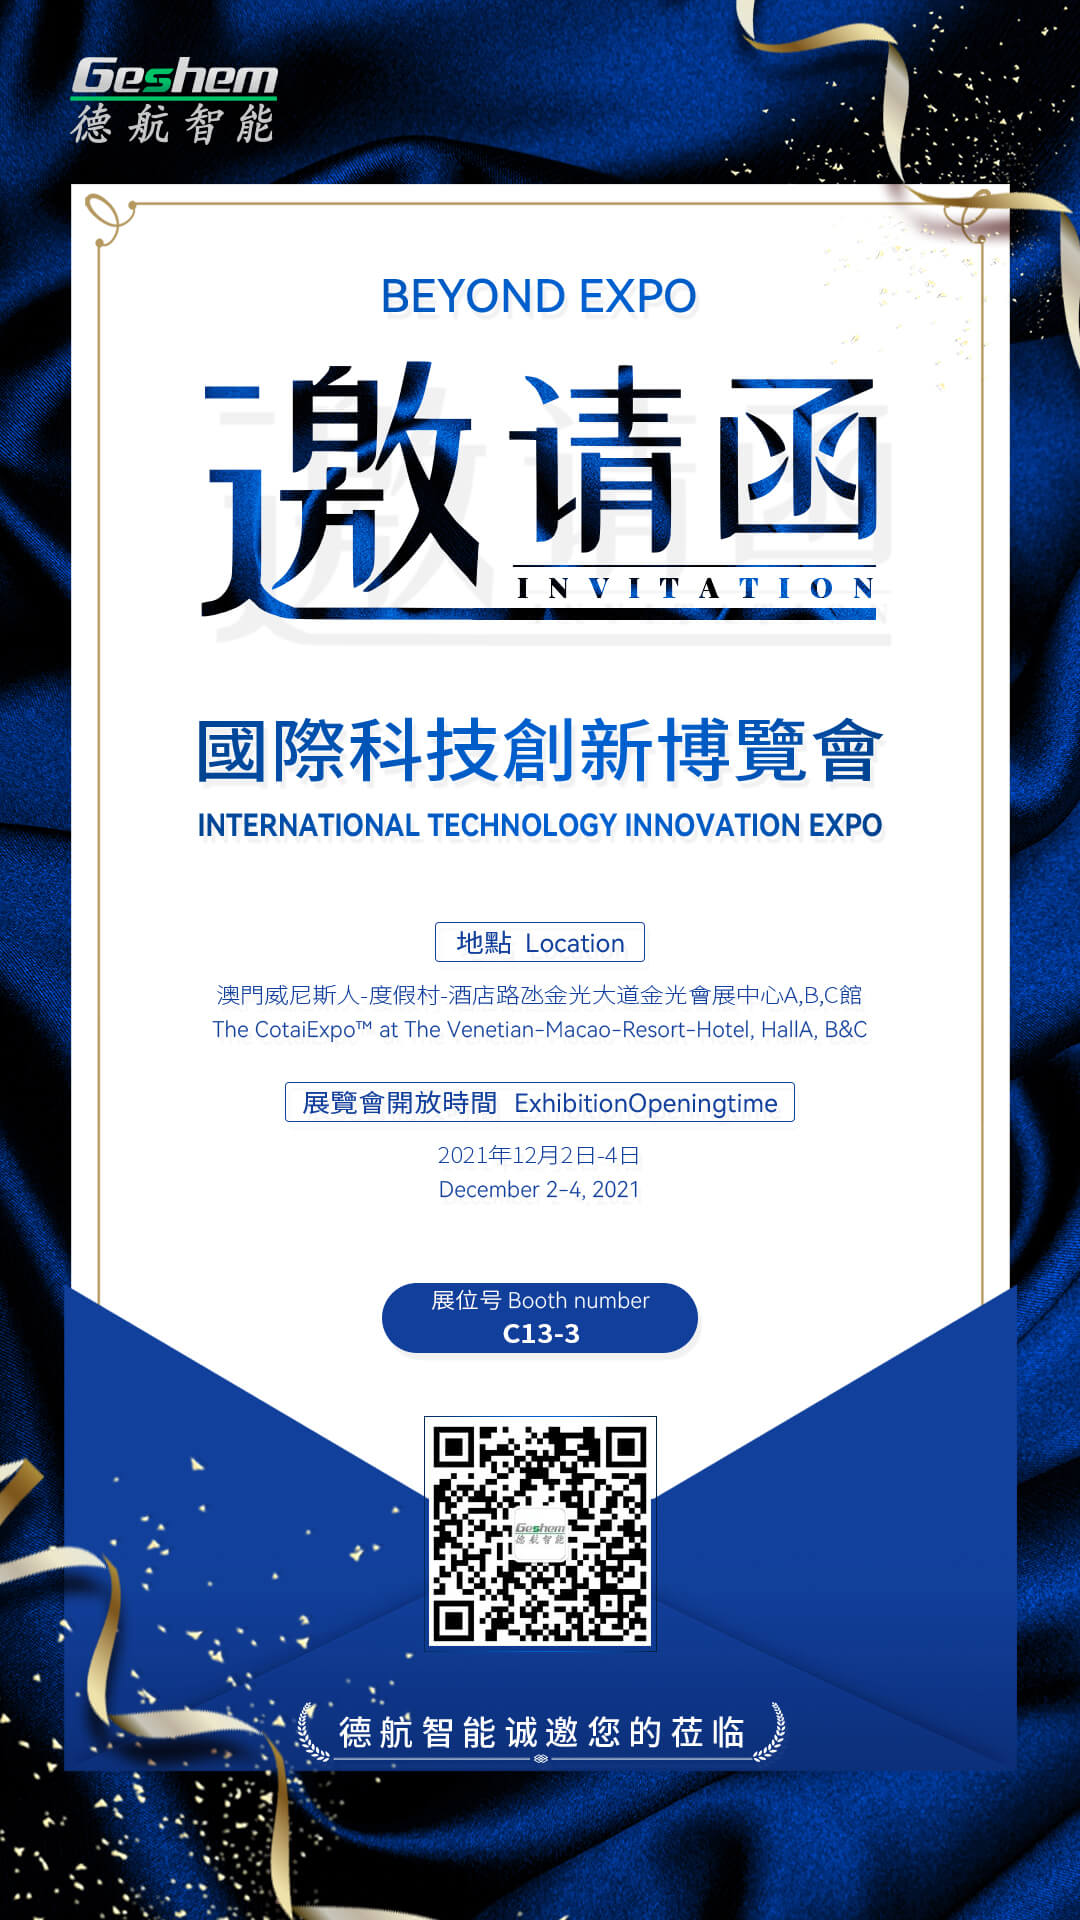 Geshem
德航智能
BEYOND EXPO
邀请函
INVITATION
國際科技創新博覽會
INTERNATIONAL TECHNOLOGY INNOVATION EXPO
地點 Location
澳門威尼斯人-度假村-酒店路氹金光大道金光會展中心A,B,C館
The CotaiExpo™ at The Venetian-Macao-Resort-Hotel, HallA, B&C
展覽會開放時間 ExhibitionOpeningtime
2021年12月2日-4日
December 2-4, 2021
展位号 Booth number
C13-3
Geshem
德航智能
德航智能诚邀您的莅临